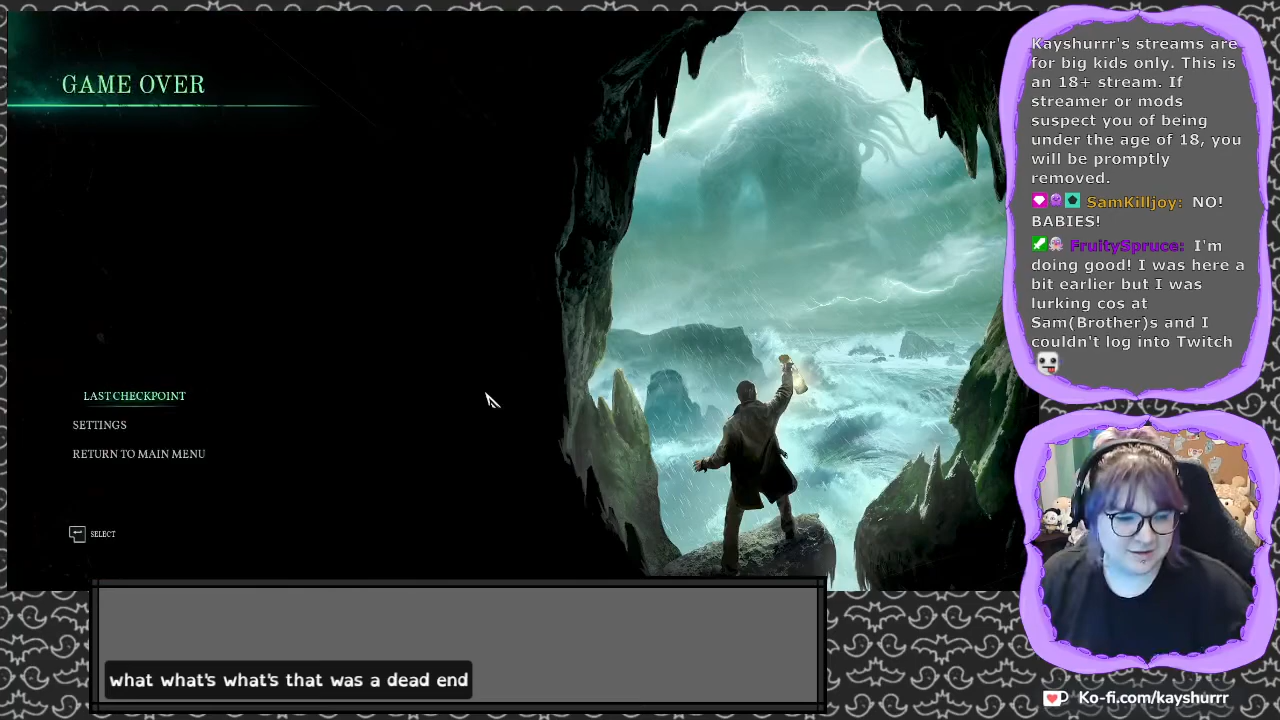 GAME OVER
LAST CHECKPOINT
SETTINGS
RETURN TO MAIN MENU
SELECT
Kayshurrr's streams are
for big kids only. This is
an 18+ stream. If
streamer or mods
suspect you of being
under the age of 18, you
will be promptly
removed.
SamKilljoy: NO!
BABIES!
FruitySpruce: I'm
doing good! I was here a
bit earlier but I was
lurking cos at
Sam(Brother)s and I
couldn't log into Twitch
what what's what's that was a dead end
Ko-fi.com/kayshurrr